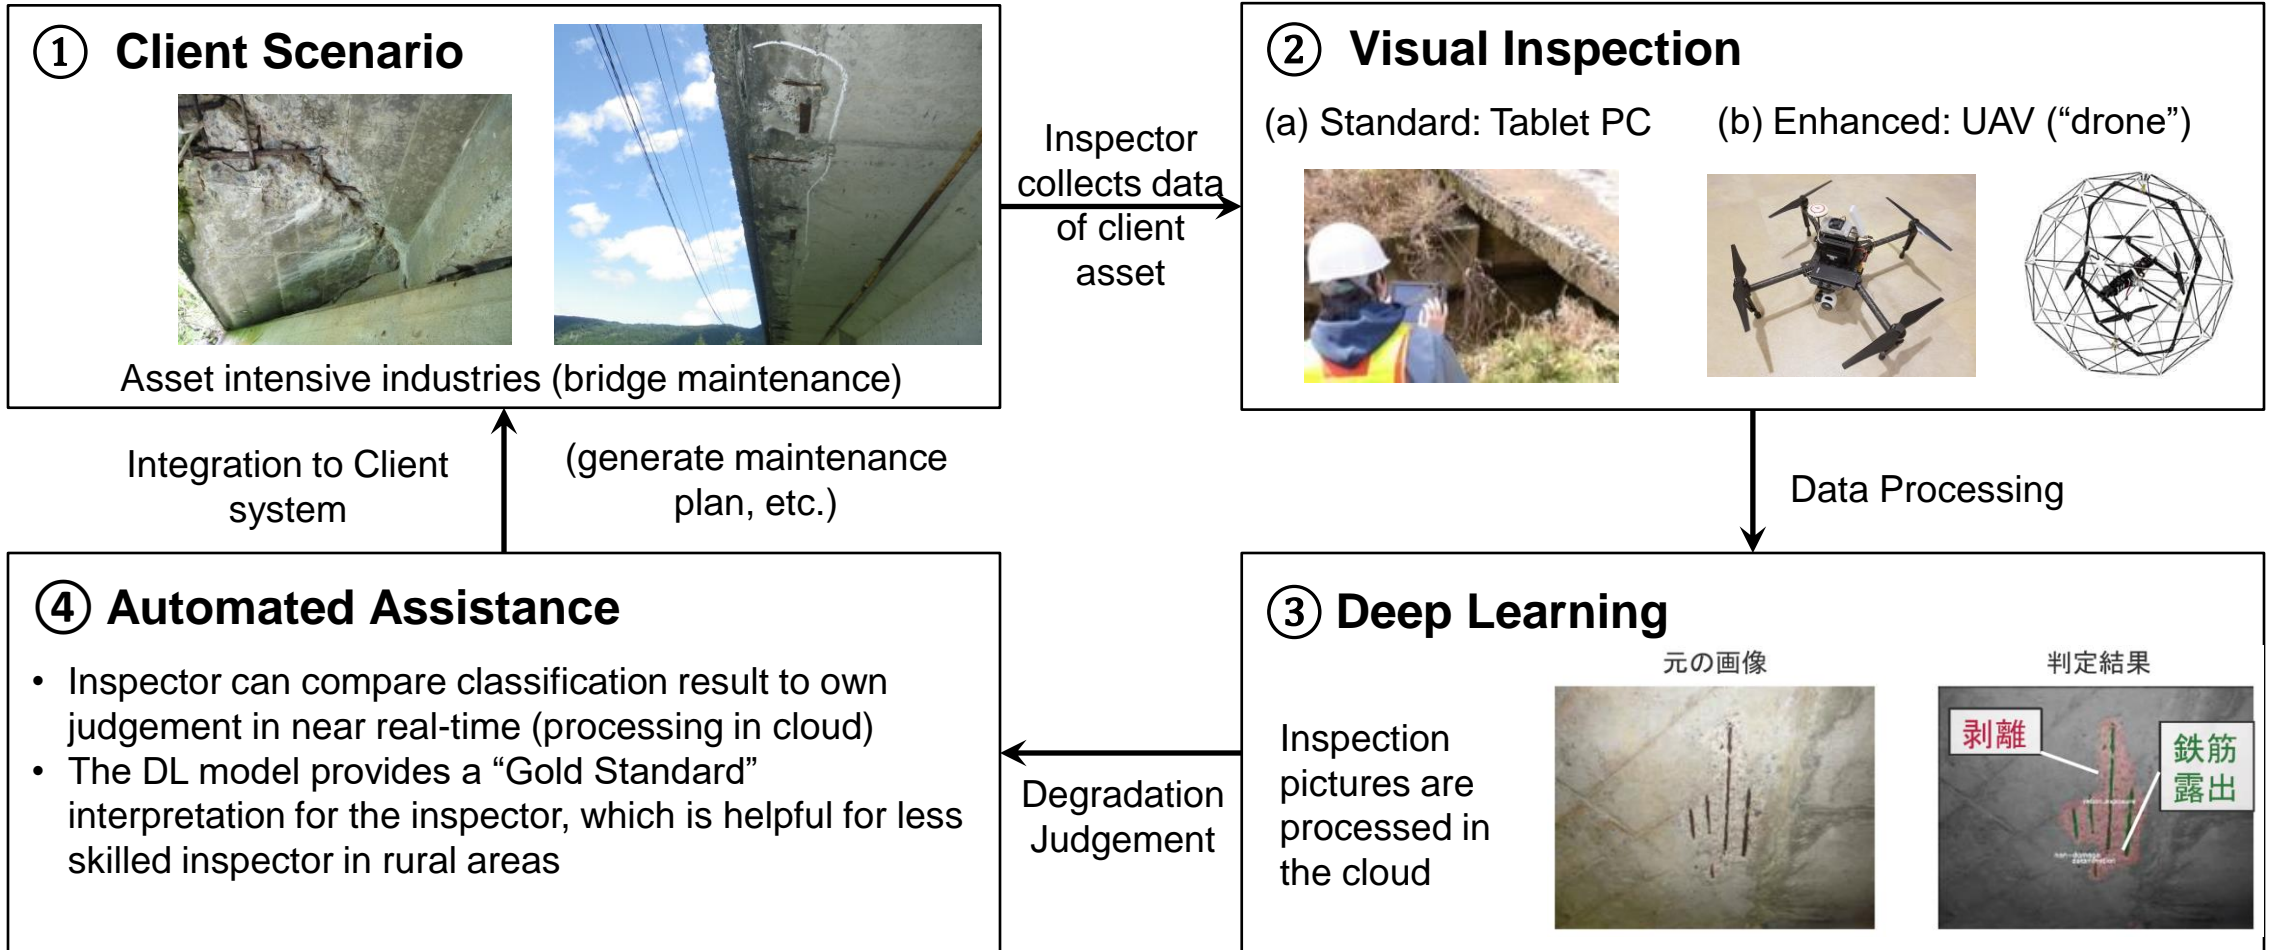 ① Client Scenario
Asset intensive industries (bridge maintenance)
Inspector
collects data
of client
asset
② Visual Inspection
(a) Standard: Tablet PC
(b) Enhanced: UAV (“drone”)
Data Processing
③ Deep Learning
Inspection
pictures are
processed in
the cloud
元の画像
判定結果
剥離
鉄筋
露出
Degradation
Judgement
④ Automated Assistance
• Inspector can compare classification result to own
judgement in near real-time (processing in cloud)
• The DL model provides a “Gold Standard”
interpretation for the inspector, which is helpful for less
skilled inspector in rural areas
Integration to Client
system
(generate maintenance
plan, etc.)